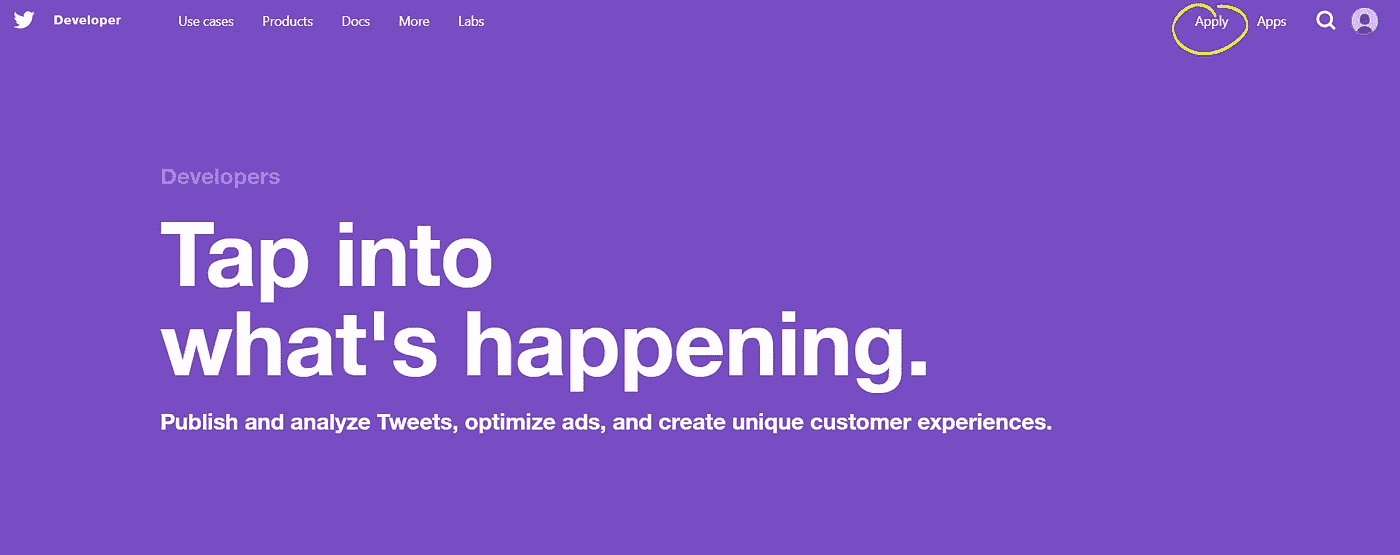 Developer Use cases Products Docs More Labs Apply Apps
Developers
Tap into
what's happening.
Publish and analyze Tweets, optimize ads, and create unique customer experiences.